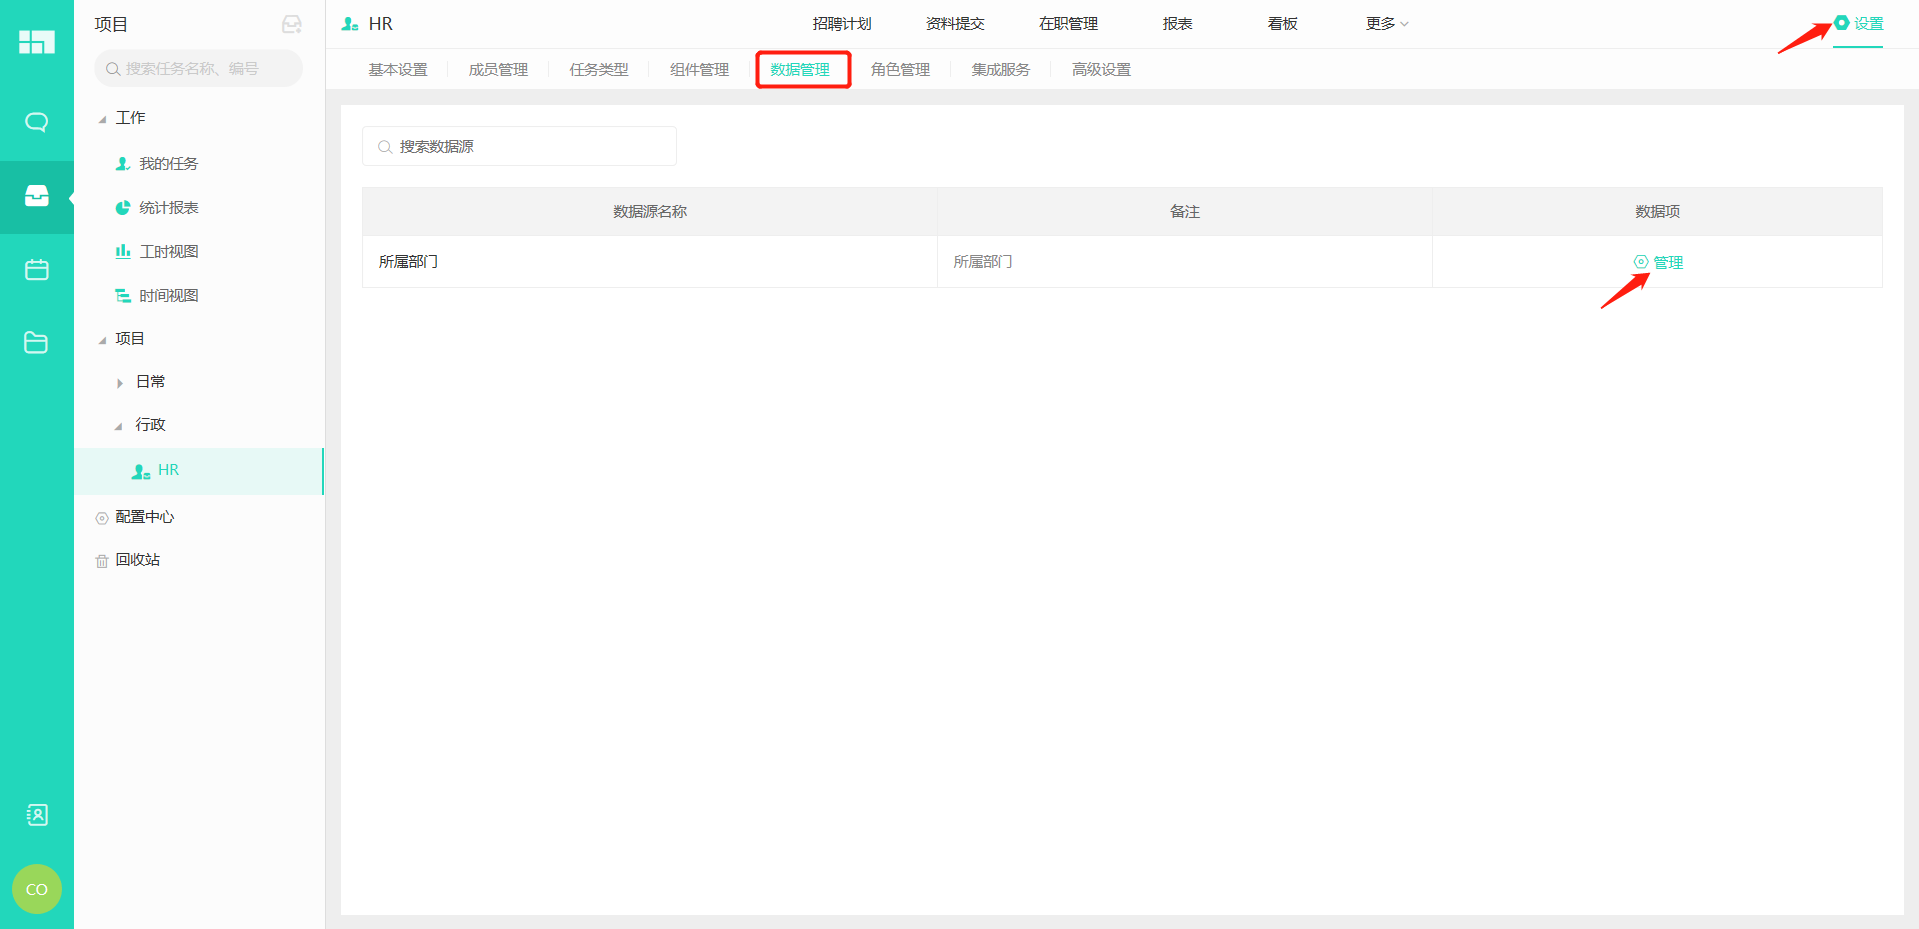 项目
搜索任务名称、编号
工作
我的任务
统计报表
工时视图
时间视图
项目
日常
行政
HR
配置中心
回收站
CO
HR
招聘计划
资料提交
在职管理
报表
看板
更多
设置
基本设置
成员管理
任务类型
组件管理
数据管理
角色管理
集成服务
高级设置
搜索数据源
数据源名称
备注
数据项
所属部门
所属部门
管理